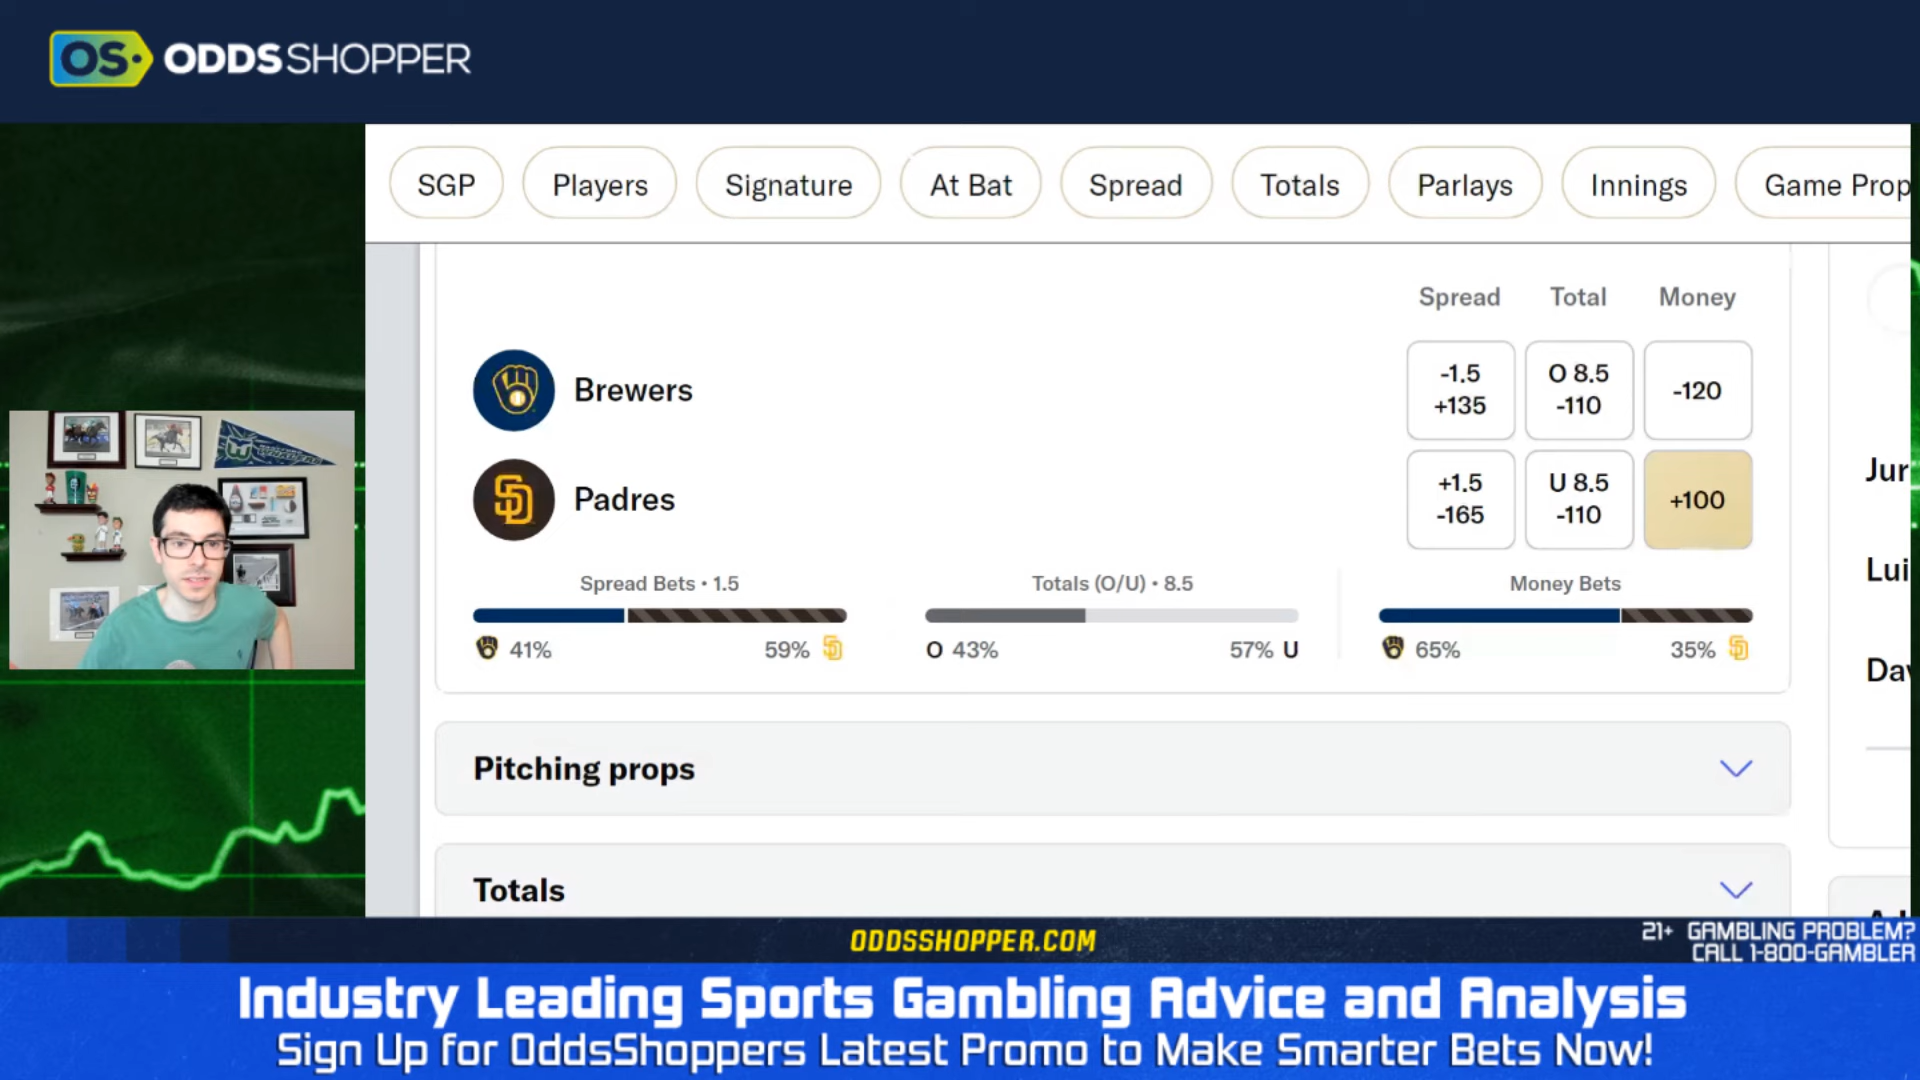 OS ODDSSHOPPER
SGP Players Signature At Bat Spread Totals Parlays Innings Game Prop
Spread Total Money
Brewers -1.5 +135 O 8.5 -110 -120
Padres +1.5 -165 U 8.5 -110 +100
Spread Bets • 1.5 Totals (O/U) • 8.5 Money Bets
41% 59% O 43% 57% U 65% 35%
Jur
Lui
Dav
Pitching props
Totals
ODDSSHOPPER.COM
21+ GAMBLING PROBLEM?
CALL 1-800-GAMBLER
Industry Leading Sports Gambling Advice and Analysis
Sign Up for OddsShoppers Latest Promo to Make Smarter Bets Now!